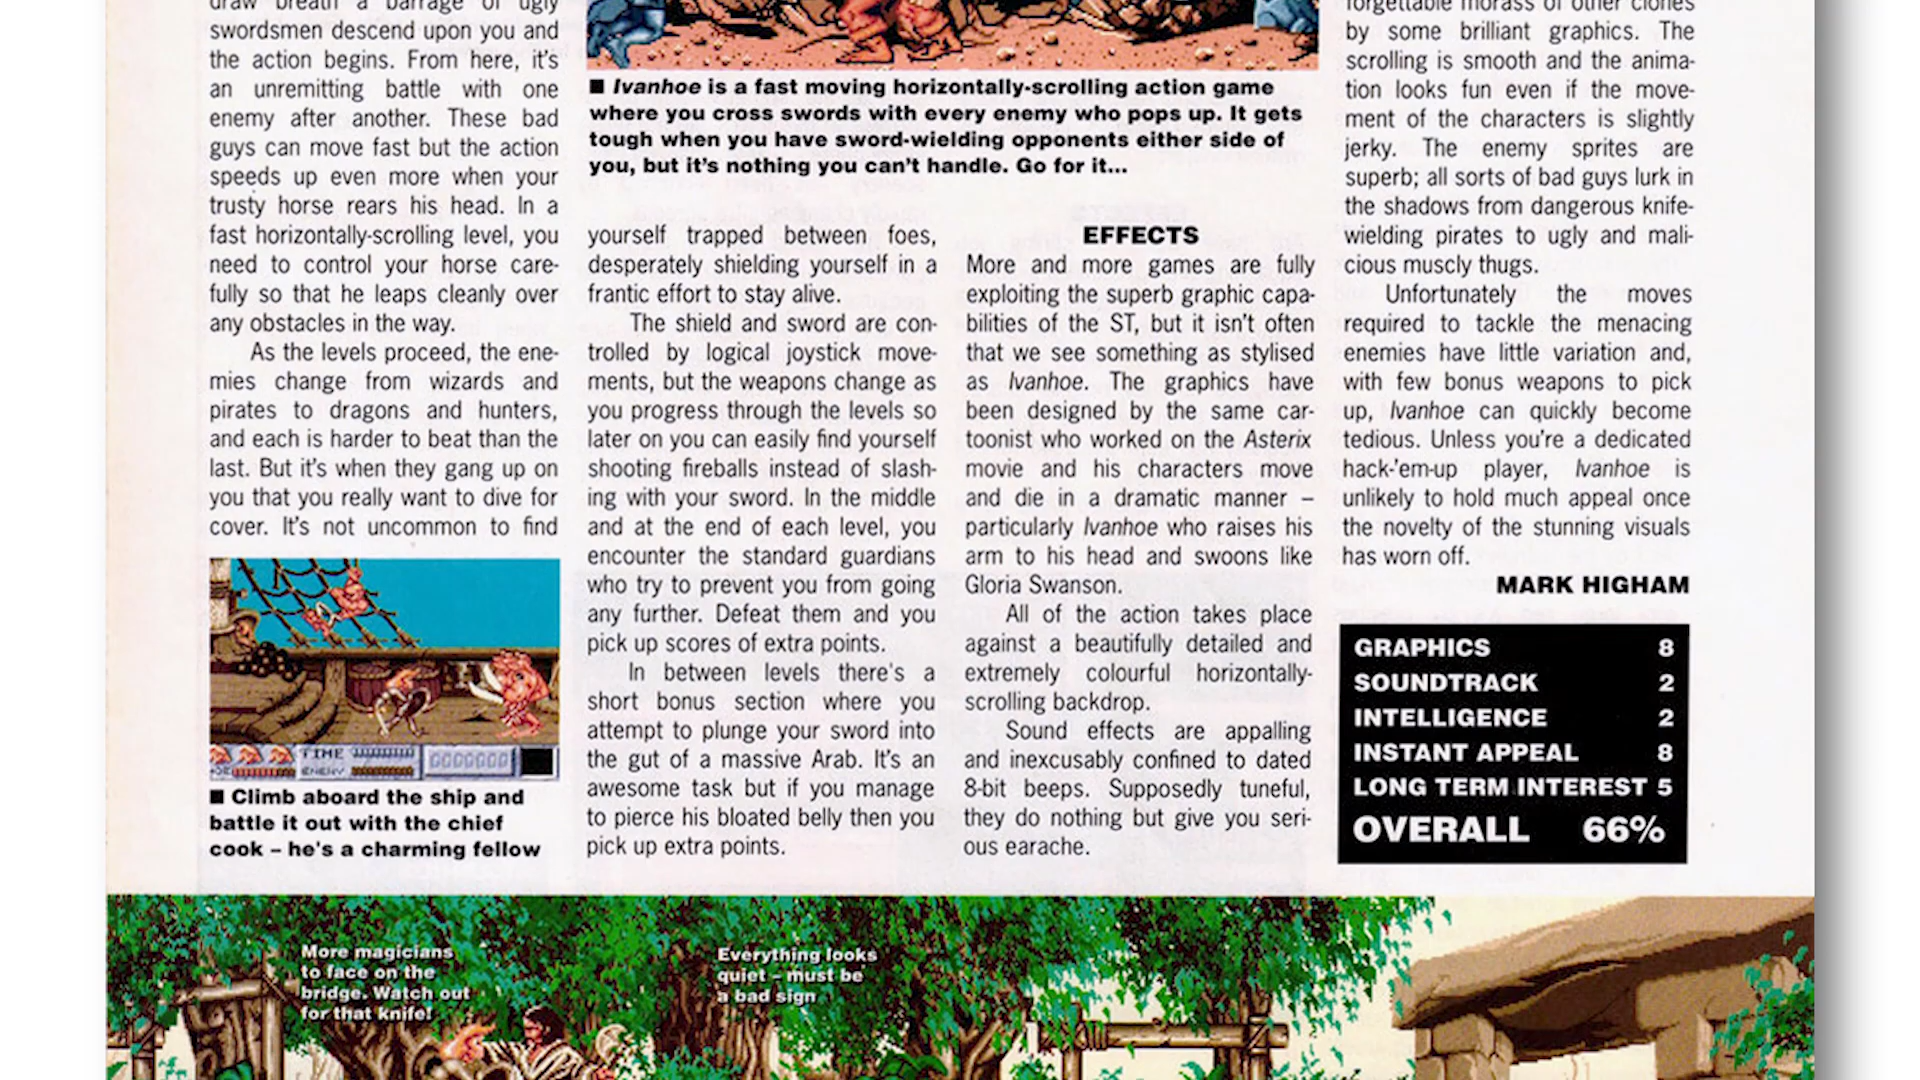 draw breath a barrage of ugly
swordsmen descend upon you and
the action begins. From here, it's
an unremitting battle with one
enemy after another. These bad
guys can move fast but the action
speeds up even more when your
trusty horse rears his head. In a
fast horizontally-scrolling level, you
need to control your horse care-
fully so that he leaps cleanly over
any obstacles in the way.
As the levels proceed, the ene-
mies change from wizards and
pirates to dragons and hunters,
and each is harder to beat than the
last. But it's when they gang up on
you that you really want to dive for
cover. It's not uncommon to find
TIME
ENEMY
0000000
■ Climb aboard the ship and
battle it out with the chief
cook – he's a charming fellow
■ Ivanhoe is a fast moving horizontally-scrolling action game
where you cross swords with every enemy who pops up. It gets
tough when you have sword-wielding opponents either side of
you, but it's nothing you can't handle. Go for it...
yourself trapped between foes,
desperately shielding yourself in a
frantic effort to stay alive.
The shield and sword are con-
trolled by logical joystick move-
ments, but the weapons change as
you progress through the levels so
later on you can easily find yourself
shooting fireballs instead of slash-
ing with your sword. In the middle
and at the end of each level, you
encounter the standard guardians
who try to prevent you from going
any further. Defeat them and you
pick up scores of extra points.
In between levels there's a
short bonus section where you
attempt to plunge your sword into
the gut of a massive Arab. It's an
awesome task but if you manage
to pierce his bloated belly then you
pick up extra points.
EFFECTS
More and more games are fully
exploiting the superb graphic capa-
bilities of the ST, but it isn't often
that we see something as stylised
as Ivanhoe. The graphics have
been designed by the same car-
toonist who worked on the Asterix
movie and his characters move
and die in a dramatic manner –
particularly Ivanhoe who raises his
arm to his head and swoons like
Gloria Swanson.
All of the action takes place
against a beautifully detailed and
extremely colourful horizontally-
scrolling backdrop.
Sound effects are appalling
and inexcusably confined to dated
8-bit beeps. Supposedly tuneful,
they do nothing but give you seri-
ous earache.
forgettable morass of other clones
by some brilliant graphics. The
scrolling is smooth and the anima-
tion looks fun even if the move-
ment of the characters is slightly
jerky. The enemy sprites are
superb; all sorts of bad guys lurk in
the shadows from dangerous knife-
wielding pirates to ugly and mali-
cious muscly thugs.
Unfortunately the moves
required to tackle the menacing
enemies have little variation and,
with few bonus weapons to pick
up, Ivanhoe can quickly become
tedious. Unless you're a dedicated
hack-'em-up player, Ivanhoe is
unlikely to hold much appeal once
the novelty of the stunning visuals
has worn off.
MARK HIGHAM
GRAPHICS 8
SOUNDTRACK 2
INTELLIGENCE 2
INSTANT APPEAL 8
LONG TERM INTEREST 5
OVERALL 66%
More magicians
to face on the
bridge. Watch out
for that knife!
Everything looks
quiet – must be
a bad sign